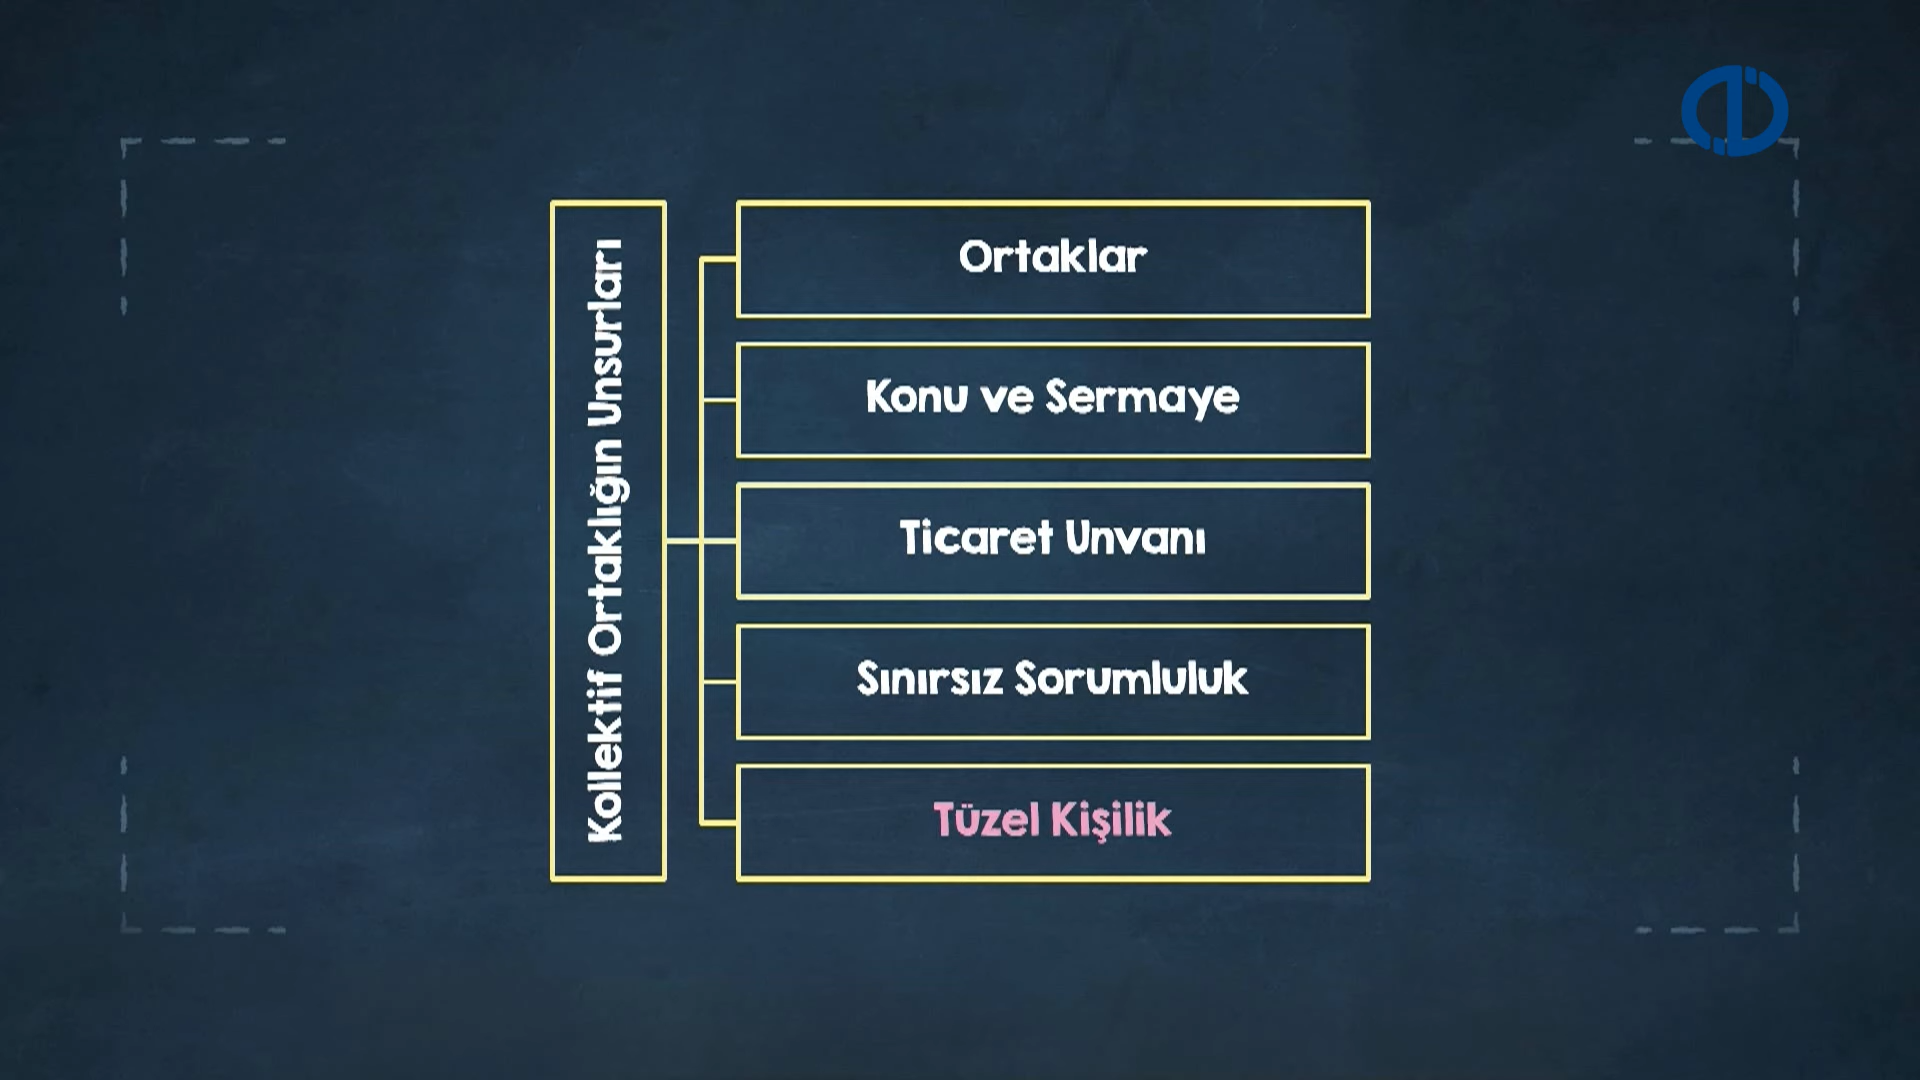 Kollektif Ortaklığın Unsurları
Ortaklar
Konu ve Sermaye
Ticaret Unvanı
Sınırsız Sorumluluk
Tüzel Kişilik